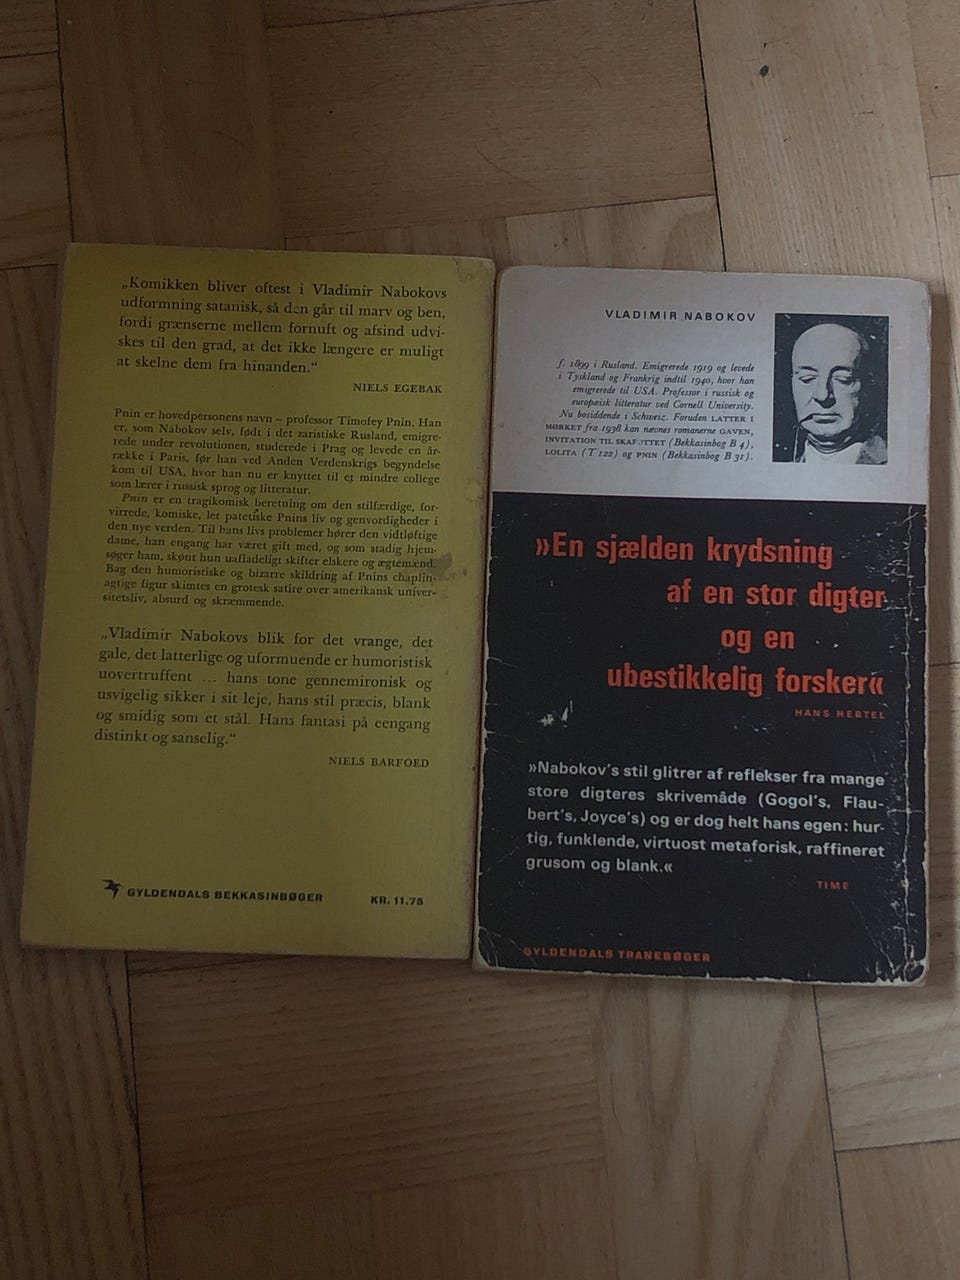 „Komikken bliver oftest i Vladimir Nabokovs
udformning satanisk, så den går til marv og ben,
fordi grænserne mellem fornuft og afsind udvi-
skes til den grad, at det ikke længere er muligt
at skelne dem fra hinanden.“
NIELS EGEBAK
Pnin er hovedpersonens navn – professor Timofey Pnin. Han
er, som Nabokov selv, født i det zaristiske Rusland, emigre-
rede under revolutionen, studerede i Prag og levede en år-
række i Paris, før han ved Anden Verdenskrigs begyndelse
kom til USA, hvor han nu er knyttet til et mindre college
som lærer i russisk sprog og litteratur.
Pnin er en tragikomisk beretning om den stilfærdige, for-
virrede, komiske, let patetiske Pnins liv og genvordigheder i
den nye verden. Til hans livs problemer hører den vidtløftige
dame, han engang har været gift med, og som stadig hjem-
søger ham, skønt hun uafladeligt skifter elskere og ægtemænd.
Bag den humoristiske og bizarre skildring af Pnins chaplin-
agtige figur skimtes en grotesk satire over amerikansk univer-
sitetsliv, absurd og skræmmende.
„Vladimir Nabokovs blik for det vrange, det
gale, det latterlige og uformuende er humoristisk
uovertruffent ... hans tone gennemironisk og
usvigelig sikker i sit leje, hans stil præcis, blank
og smidig som et stål. Hans fantasi på eengang
distinkt og sanselig.“
NIELS BARFOED
GYLDENDALS BEKKASINBØGER KR. 11.75
VLADIMIR NABOKOV
f. 1899 i Rusland. Emigrerede 1919 og levede
i Tyskland og Frankrig indtil 1940, hvor han
emigrerede til USA. Professor i russisk og
europæisk litteratur ved Cornell University.
Nu bosiddende i Schweiz. Foruden LATTER I
MØRKET fra 1938 kan nævnes romanerne GAVEN,
INVITATION TIL SKAFOTTET (Bekkasinbog B 4),
LOLITA (T 122) og PNIN (Bekkasinbog B 31).
»En sjælden krydsning
af en stor digter
og en
ubestikkelig forsker«
HANS HERTEL
»Nabokov's stil glitrer af reflekser fra mange
store digteres skrivemåde (Gogol's, Flau-
bert's, Joyce's) og er dog helt hans egen: hur-
tig, funklende, virtuost metaforisk, raffineret
grusom og blank.«
TIME
GYLDENDALS TRANEBØGER